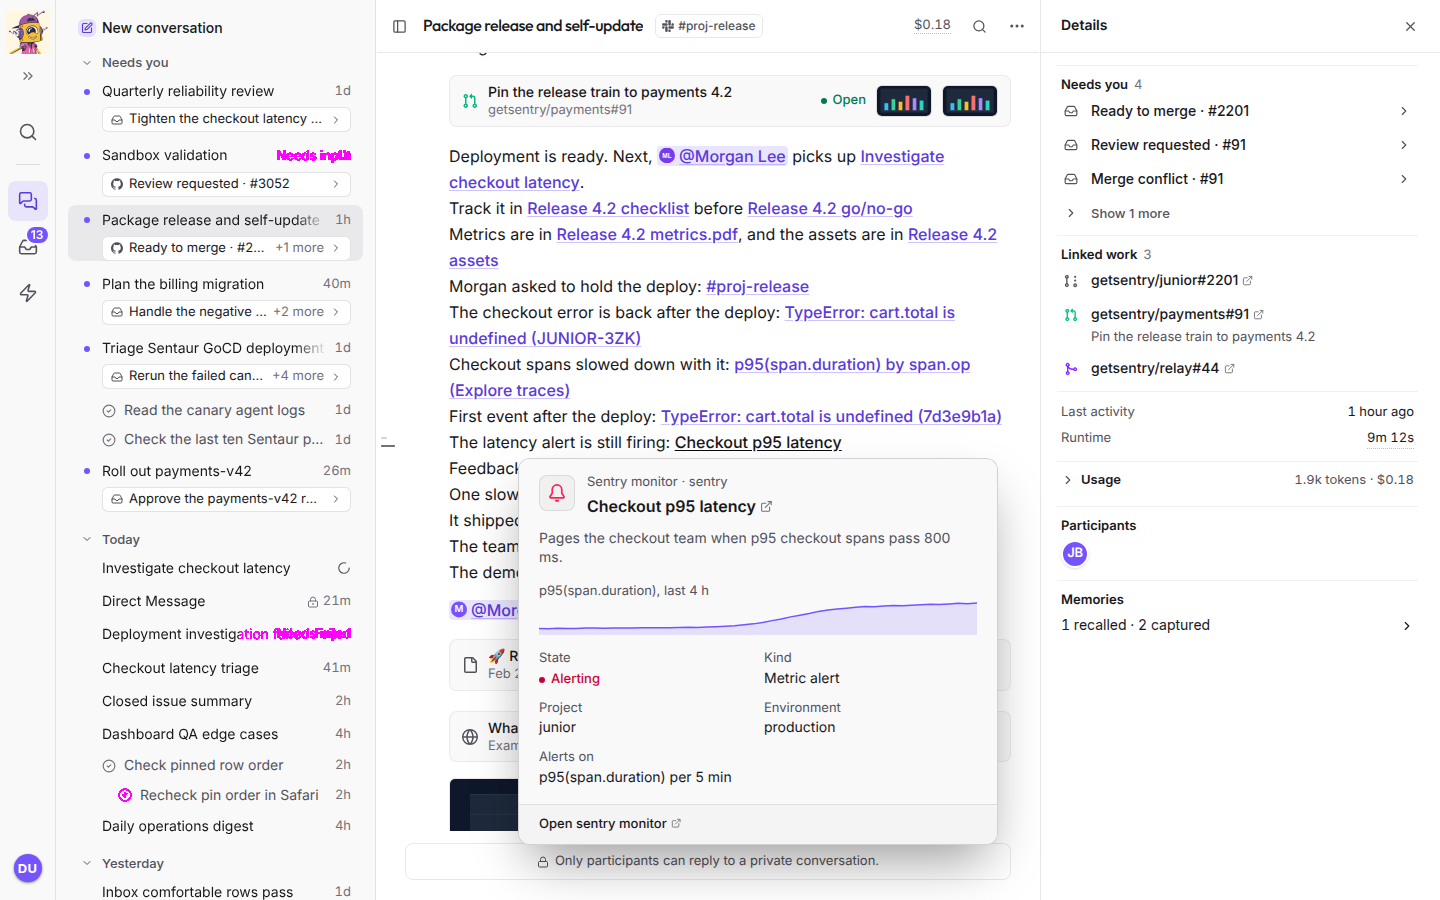 New conversation
Needs you
Quarterly reliability review 1d
Tighten the checkout latency ...
Sandbox validation
Review requested · #3052
Package release and self-update 1h
Ready to merge · #2... +1 more
13
Plan the billing migration 40m
Handle the negative ... +2 more
Triage Sentaur GoCD deployment 1d
Rerun the failed can... +4 more
Read the canary agent logs 1d
Check the last ten Sentaur p... 1d
Roll out payments-v42 26m
Approve the payments-v42 r...
Today
Investigate checkout latency
Direct Message 21m
Deployment investigation
Checkout latency triage 41m
Closed issue summary 2h
Dashboard QA edge cases 4h
Check pinned row order 2h
Recheck pin order in Safari 2h
Daily operations digest 4h
Yesterday
Inbox comfortable rows pass 1d
DU
Package release and self-update #proj-release $0.18
Pin the release train to payments 4.2
getsentry/payments#91
Open
Deployment is ready. Next, ML @Morgan Lee picks up Investigate
checkout latency.
Track it in Release 4.2 checklist before Release 4.2 go/no-go
Metrics are in Release 4.2 metrics.pdf, and the assets are in Release 4.2
assets
Morgan asked to hold the deploy: #proj-release
The checkout error is back after the deploy: TypeError: cart.total is
undefined (JUNIOR-3ZK)
Checkout spans slowed down with it: p95(span.duration) by span.op
(Explore traces)
First event after the deploy: TypeError: cart.total is undefined (7d3e9b1a)
The latency alert is still firing: Checkout p95 latency
Feedback
One slow
It shipped
The team
The dem
M @Mor
🚀 R
Feb 2
Wha
Exam
Sentry monitor · sentry
Checkout p95 latency
Pages the checkout team when p95 checkout spans pass 800
ms.
p95(span.duration), last 4 h
State Kind
Alerting Metric alert
Project Environment
junior production
Alerts on
p95(span.duration) per 5 min
Open sentry monitor
Only participants can reply to a private conversation.
Details
Needs you 4
Ready to merge · #2201
Review requested · #91
Merge conflict · #91
Show 1 more
Linked work 3
getsentry/junior#2201
getsentry/payments#91
Pin the release train to payments 4.2
getsentry/relay#44
Last activity 1 hour ago
Runtime 9m 12s
Usage 1.9k tokens · $0.18
Participants
JB
Memories
1 recalled · 2 captured